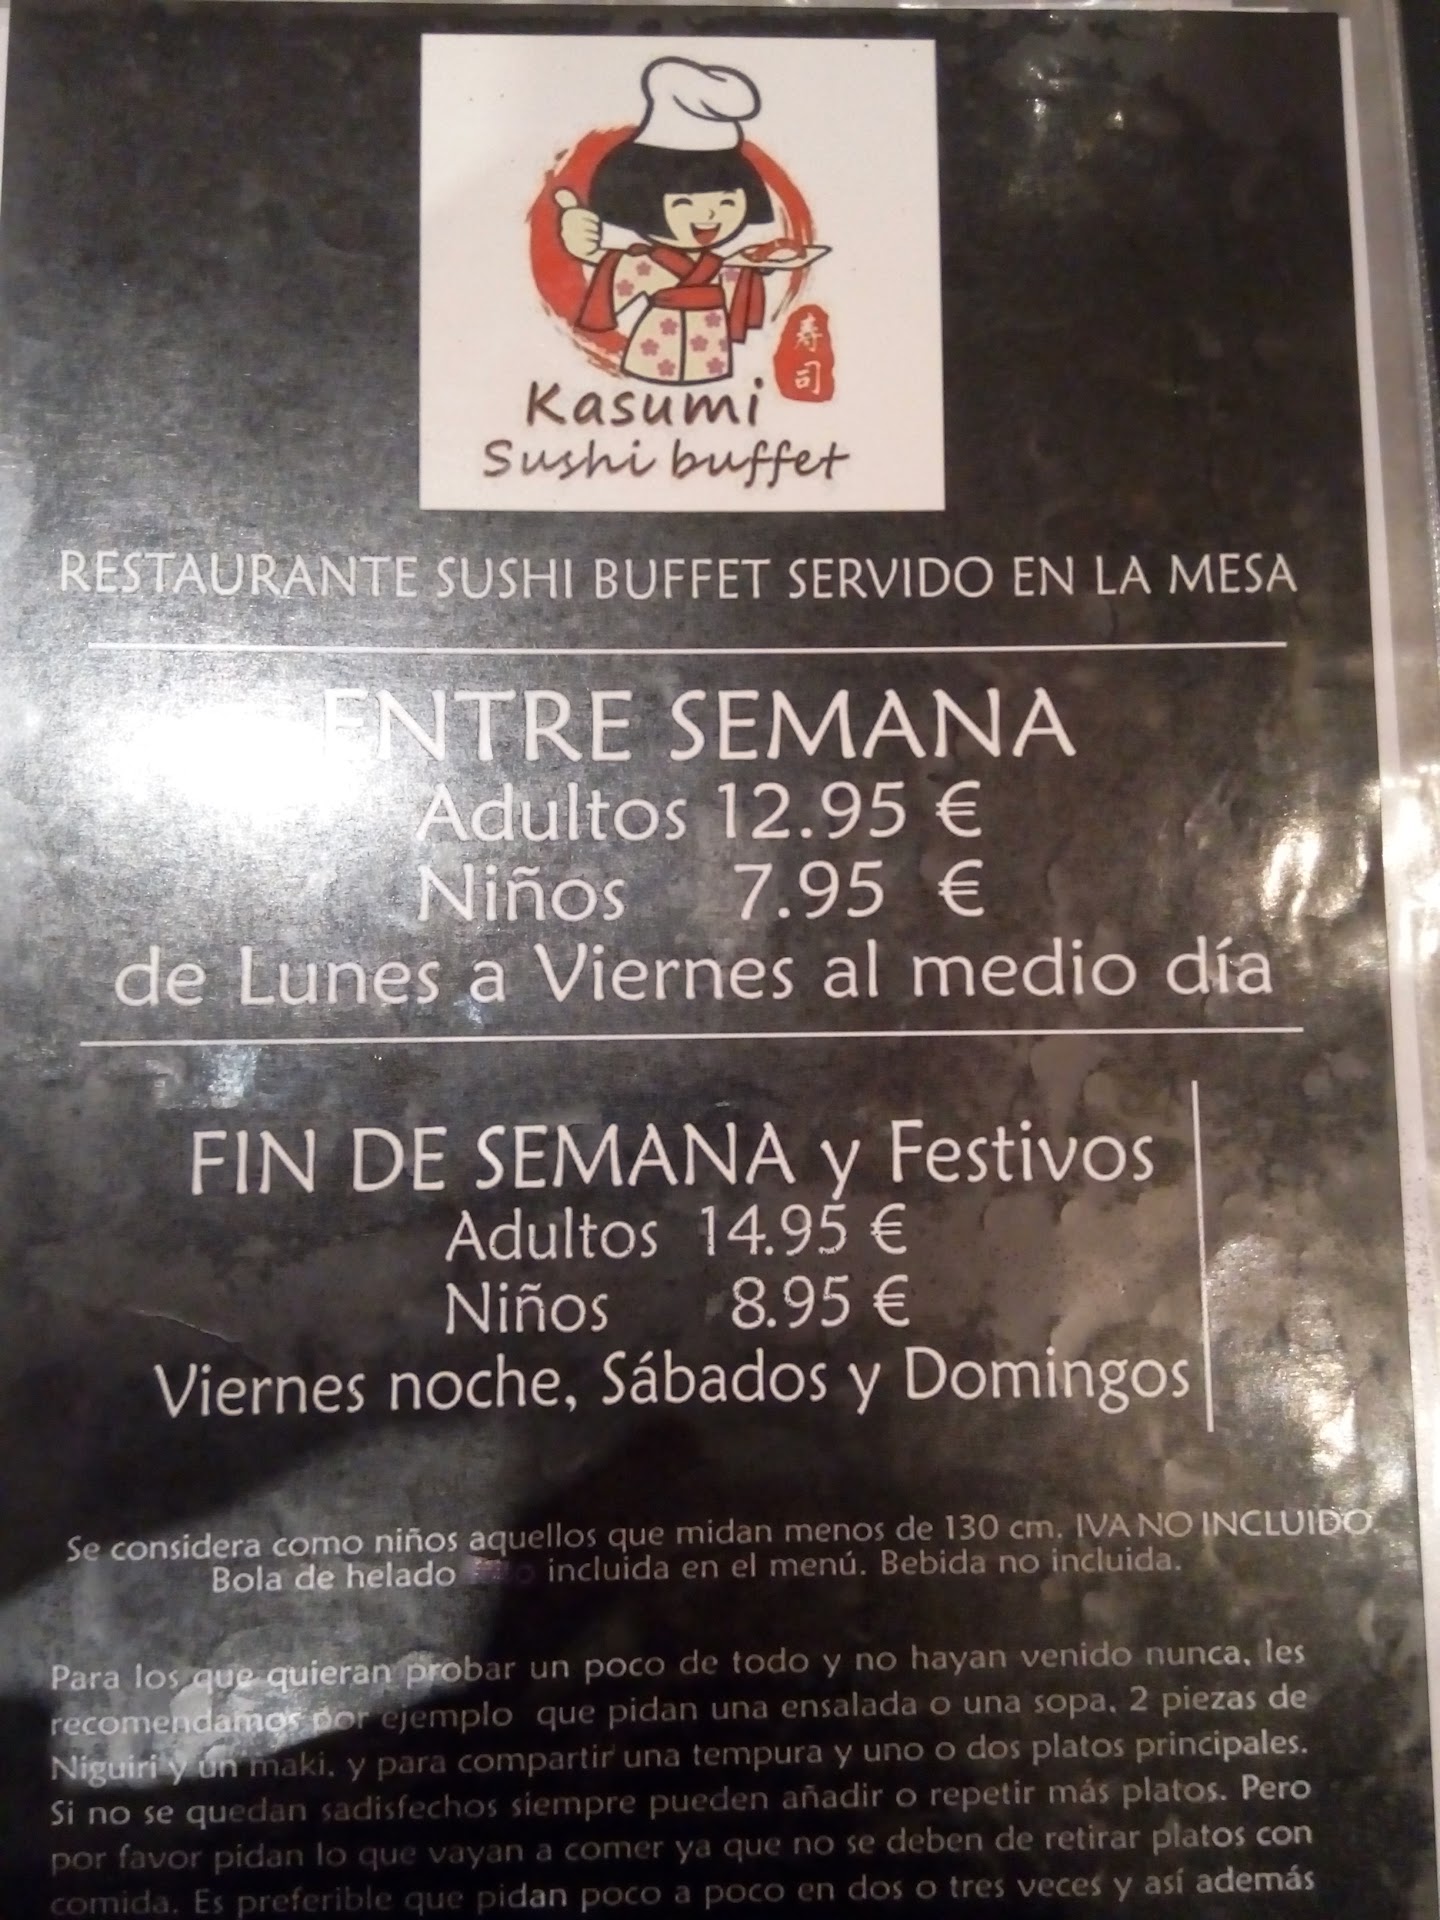 寿司
Kasumi
Sushi buffet
RESTAURANTE SUSHI BUFFET SERVIDO EN LA MESA
ENTRE SEMANA
Adultos 12.95 €
Niños 7.95 €
de Lunes a Viernes al medio día
FIN DE SEMANA y Festivos
Adultos 14.95 €
Niños 8.95 €
Viernes noche, Sábados y Domingos
Se considera como niños aquellos que midan menos de 130 cm. IVA NO INCLUIDO.
Bola de helado incluida en el menú. Bebida no incluida.
Para los que quieran probar un poco de todo y no hayan venido nunca, les
recomendamos por ejemplo que pidan una ensalada o una sopa, 2 piezas de
Niguiri y un maki, y para compartir una tempura y uno o dos platos principales.
Si no se quedan sadisfechos siempre pueden añadir o repetir más platos. Pero
por favor pidan lo que vayan a comer ya que no se deben de retirar platos con
comida. Es preferible que pidan poco a poco en dos o tres veces y así además